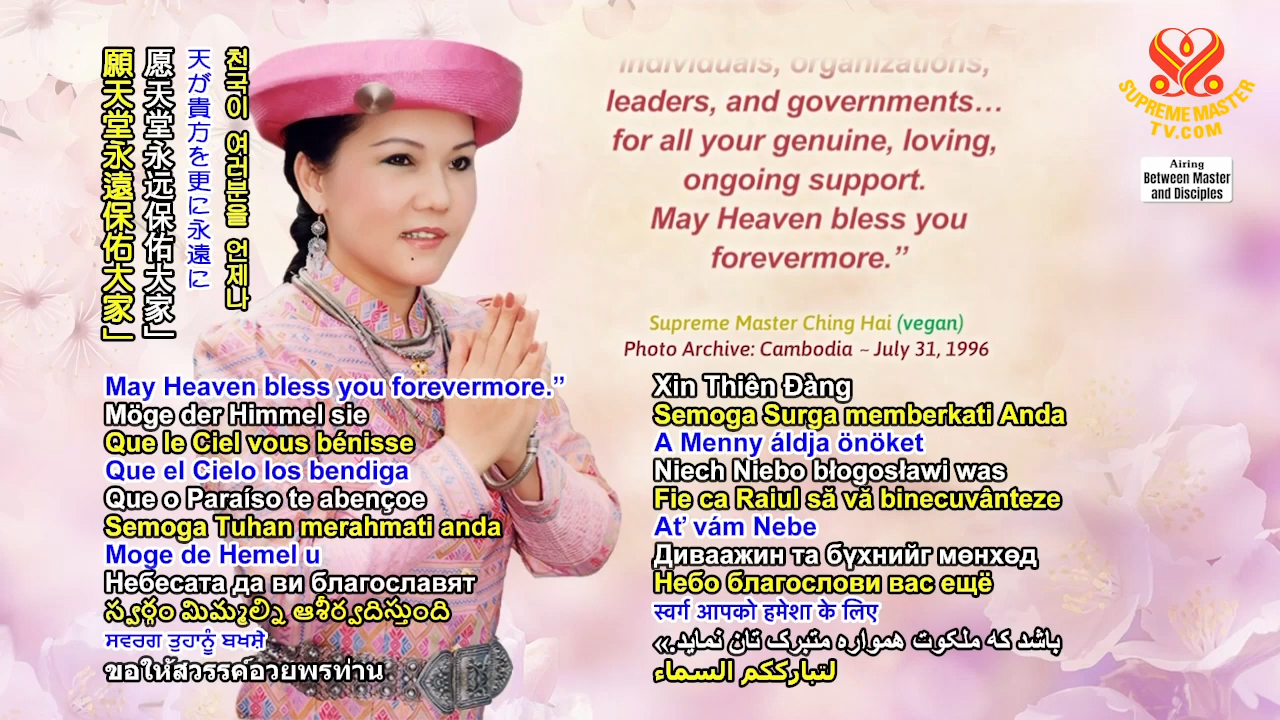 願天堂永遠保佑大家」
愿天堂永远保佑大家」
天が貴方を更に永遠に
천국이 여러분을 언제나
individuals, organizations,
leaders, and governments…
for all your genuine, loving,
ongoing support.
May Heaven bless you
forevermore.”
Supreme Master Ching Hai (vegan)
Photo Archive: Cambodia ~ July 31, 1996
SUPREME MASTER
TV.COM
Airing
Between Master
and Disciples
May Heaven bless you forevermore.”
Möge der Himmel sie
Que le Ciel vous bénisse
Que el Cielo los bendiga
Que o Paraíso te abençoe
Semoga Tuhan merahmati anda
Moge de Hemel u
Небесата да ви благославят
స్వర్గం మిమ్మల్ని ఆశీర్వదిస్తుంది
ਸਵਰਗ ਤੁਹਾਨੂੰ ਬਖਸ਼ੇ
ขอให้สวรรค์อวยพรท่าน
Xin Thiên Đàng
Semoga Surga memberkati Anda
A Menny áldja önöket
Niech Niebo błogosławi was
Fie ca Raiul să vă binecuvânteze
Ať vám Nebe
Диваажин та бүхнийг мөнхөд
Небо благослови вас ещё
स्वर्ग आपको हमेशा के लिए
باشد که ملکوت همواره متبرک تان نماید.»
لتبارككم السماء